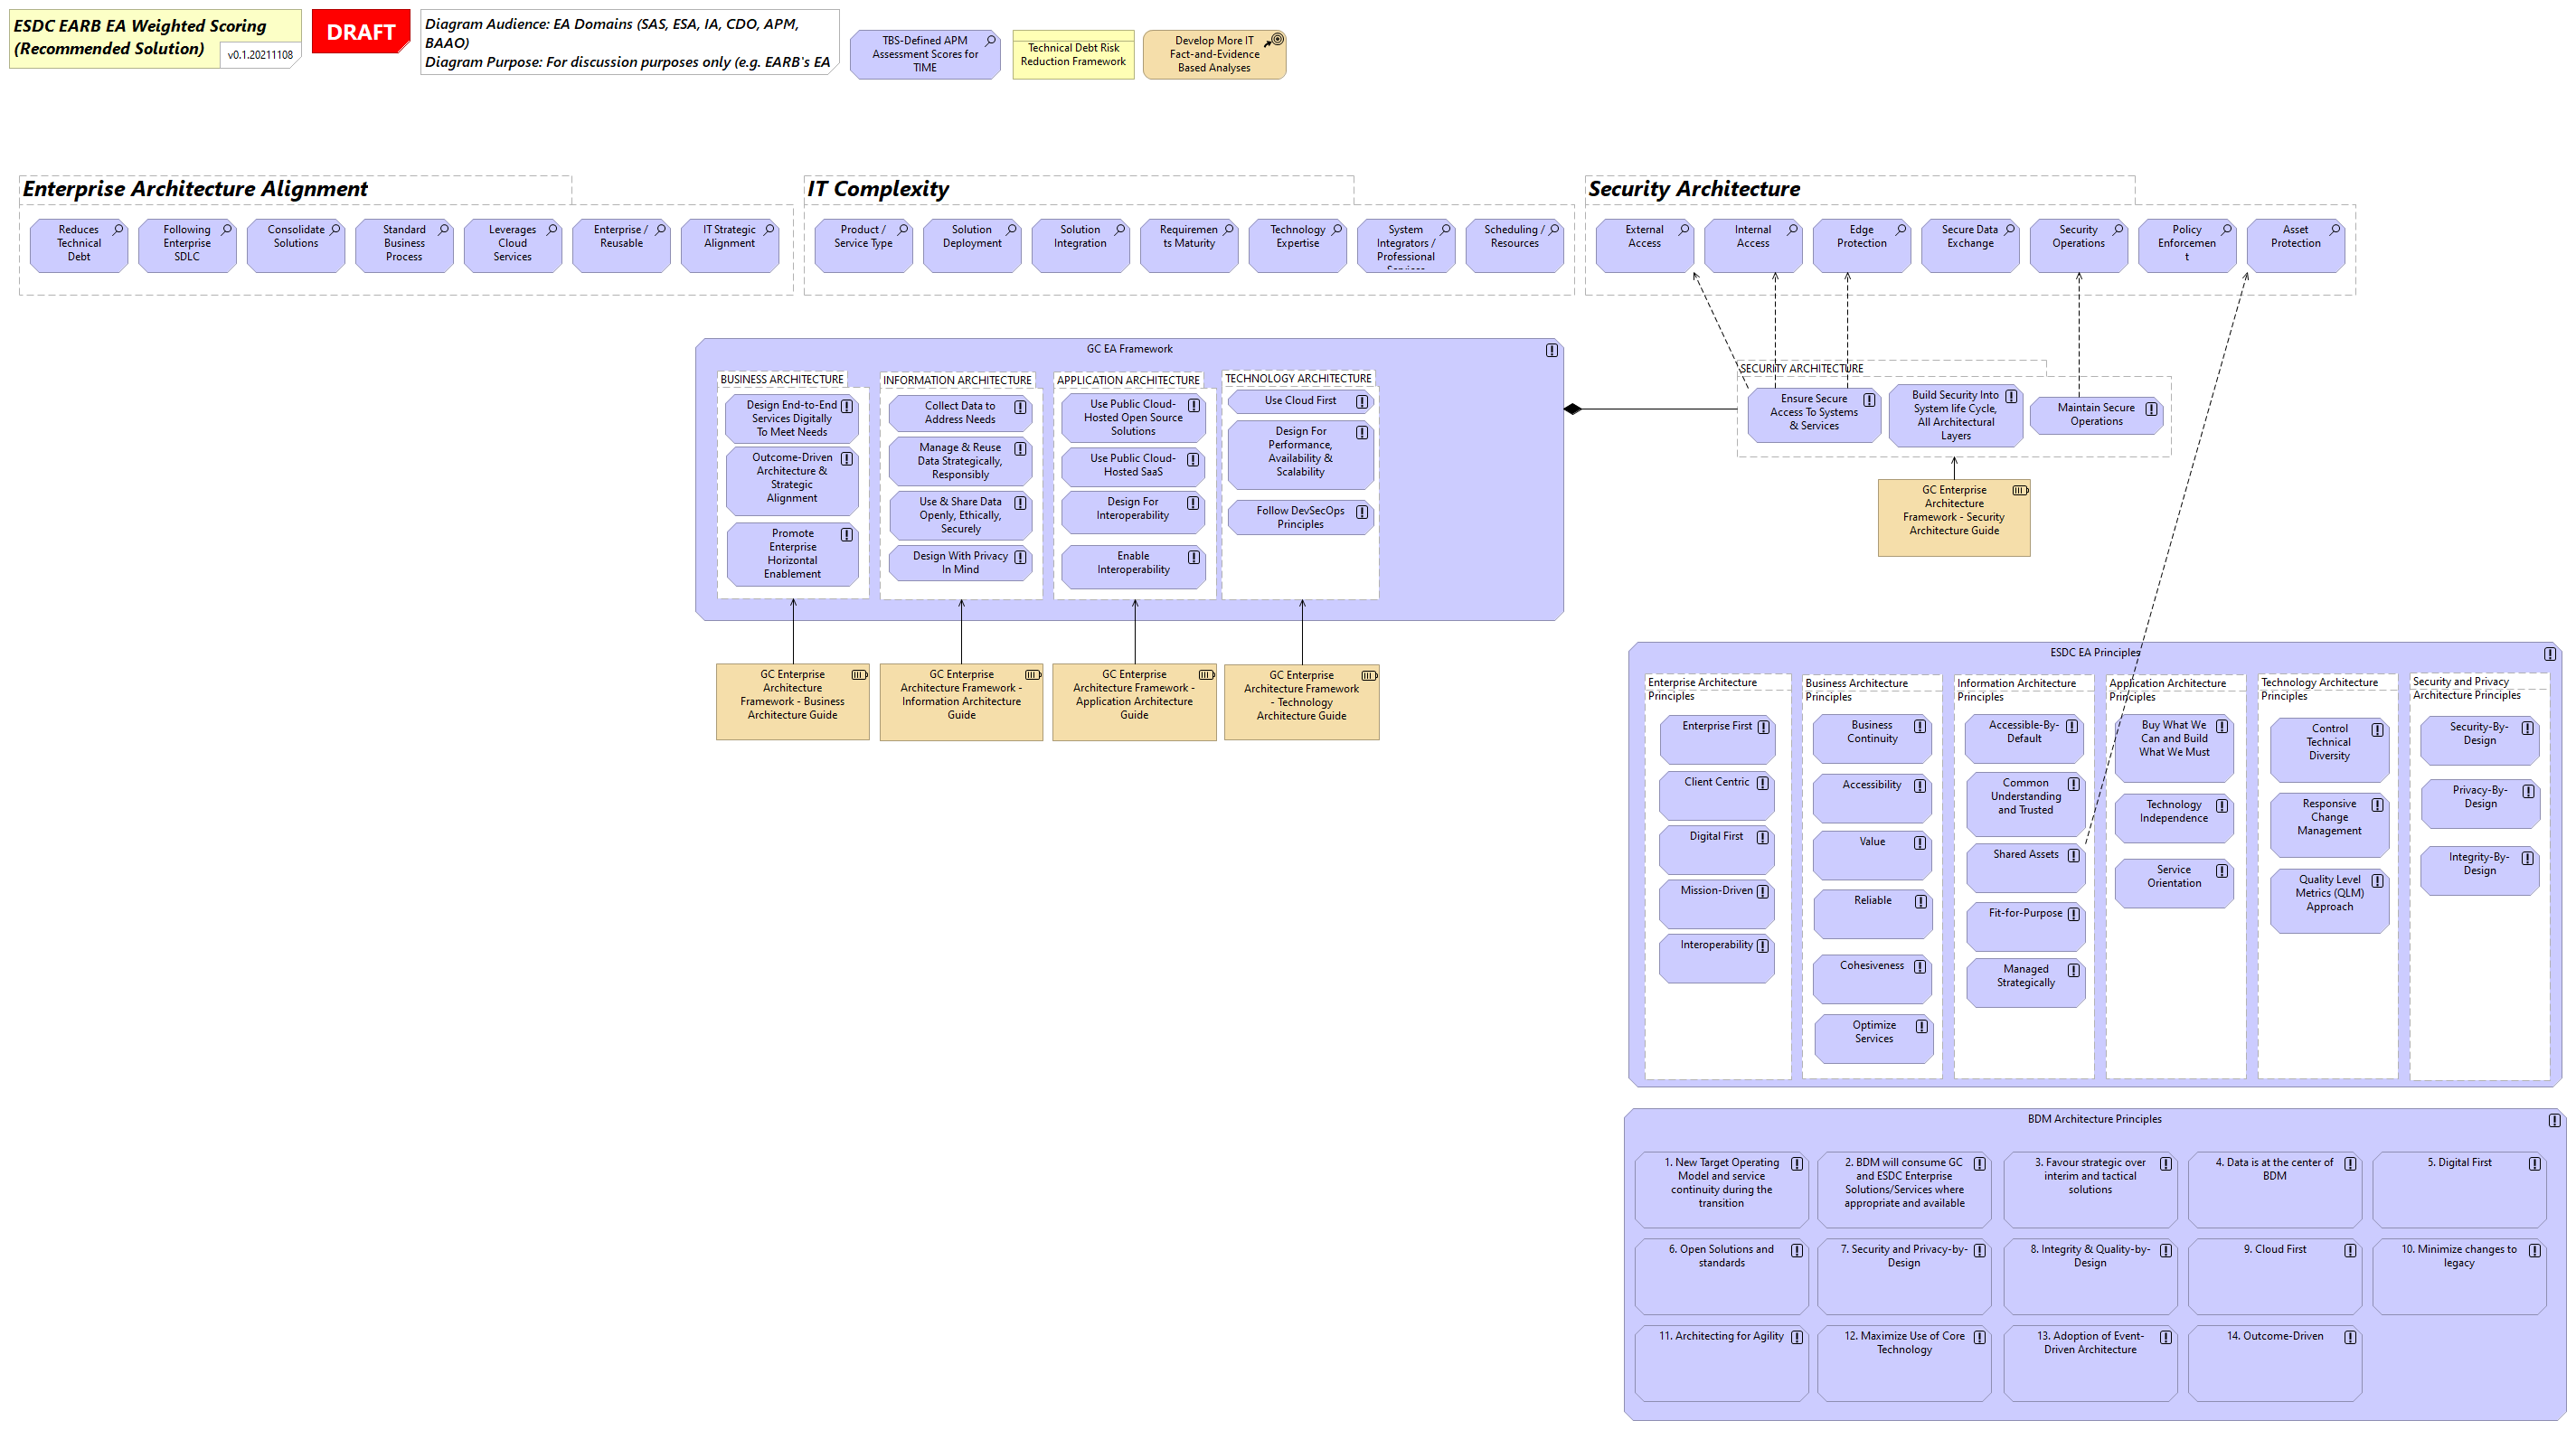 ESDC EARB EA Weighted Scoring
(Recommended Solution)
v0.1.20211108
DRAFT
Diagram Audience: EA Domains (SAS, ESA, IA, CDO, APM,
BAAO)
Diagram Purpose: For discussion purposes only (e.g. EARB's EA
TBS-Defined APM
Assessment Scores for
TIME
Technical Debt Risk
Reduction Framework
Develop More IT
Fact-and-Evidence
Based Analyses
Enterprise Architecture Alignment
Reduces
Technical
Debt
Following
Enterprise
SDLC
Consolidate
Solutions
Standard
Business
Process
Leverages
Cloud
Services
Enterprise /
Reusable
IT Strategic
Alignment
IT Complexity
Product /
Service Type
Solution
Deployment
Solution
Integration
Requiremen
ts Maturity
Technology
Expertise
System
Integrators /
Professional
Services
Scheduling /
Resources
Security Architecture
External
Access
Internal
Access
Edge
Protection
Secure Data
Exchange
Security
Operations
Policy
Enforcemen
t
Asset
Protection
GC EA Framework
BUSINESS ARCHITECTURE
Design End-to-End
Services Digitally
To Meet Needs
Outcome-Driven
Architecture &
Strategic
Alignment
Promote
Enterprise
Horizontal
Enablement
INFORMATION ARCHITECTURE
Collect Data to
Address Needs
Manage & Reuse
Data Strategically,
Responsibly
Use & Share Data
Openly, Ethically,
Securely
Design With Privacy
In Mind
APPLICATION ARCHITECTURE
Use Public Cloud-
Hosted Open Source
Solutions
Use Public Cloud-
Hosted SaaS
Design For
Interoperability
Enable
Interoperability
TECHNOLOGY ARCHITECTURE
Use Cloud First
Design For
Performance,
Availability &
Scalability
Follow DevSecOps
Principles
SECURITY ARCHITECTURE
Ensure Secure
Access To Systems
& Services
Build Security Into
System life Cycle,
All Architectural
Layers
Maintain Secure
Operations
GC Enterprise
Architecture
Framework - Security
Architecture Guide
GC Enterprise
Architecture
Framework - Business
Architecture Guide
GC Enterprise
Architecture Framework -
Information Architecture
Guide
GC Enterprise
Architecture Framework -
Application Architecture
Guide
GC Enterprise
Architecture Framework
- Technology
Architecture Guide
ESDC EA Principles
Enterprise Architecture
Principles
Enterprise First
Client Centric
Digital First
Mission-Driven
Interoperability
Business Architecture
Principles
Business
Continuity
Accessibility
Value
Reliable
Cohesiveness
Optimize
Services
Information Architecture
Principles
Accessible-By-
Default
Common
Understanding
and Trusted
Shared Assets
Fit-for-Purpose
Managed
Strategically
Application Architecture
Principles
Buy What We
Can and Build
What We Must
Technology
Independence
Service
Orientation
Technology Architecture
Principles
Control
Technical
Diversity
Responsive
Change
Management
Quality Level
Metrics (QLM)
Approach
Security and Privacy
Architecture Principles
Security-By-
Design
Privacy-By-
Design
Integrity-By-
Design
BDM Architecture Principles
1. New Target Operating
Model and service
continuity during the
transition
2. BDM will consume GC
and ESDC Enterprise
Solutions/Services where
appropriate and available
3. Favour strategic over
interim and tactical
solutions
4. Data is at the center of
BDM
5. Digital First
6. Open Solutions and
standards
7. Security and Privacy-by-
Design
8. Integrity & Quality-by-
Design
9. Cloud First
10. Minimize changes to
legacy
11. Architecting for Agility
12. Maximize Use of Core
Technology
13. Adoption of Event-
Driven Architecture
14. Outcome-Driven